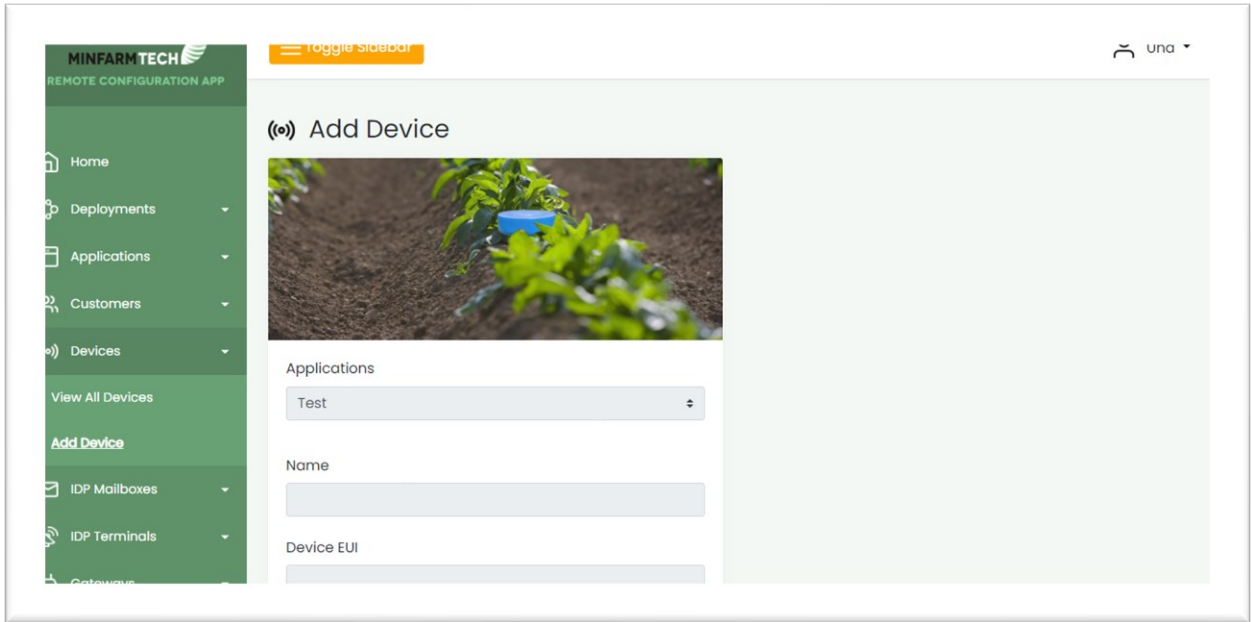 MINFARMTECH
REMOTE CONFIGURATION APP
Toggle Sidebar
Una
Add Device
Home
Deployments
Applications
Customers
Devices
View All Devices
Add Device
IDP Mailboxes
IDP Terminals
Gateways
Applications
Test
Name
Device EUI